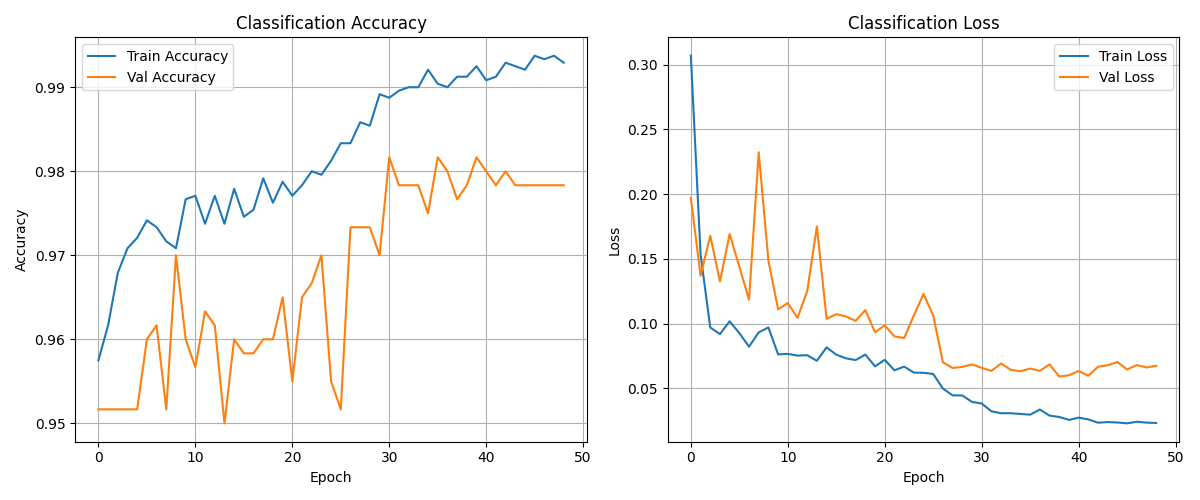 Classification Accuracy
Train Accuracy
Val Accuracy
0.99
0.98
0.97
0.96
0.95
Accuracy
0
10
20
30
40
50
Epoch
Classification Loss
Train Loss
Val Loss
0.30
0.25
0.20
0.15
0.10
0.05
Loss
0
10
20
30
40
50
Epoch